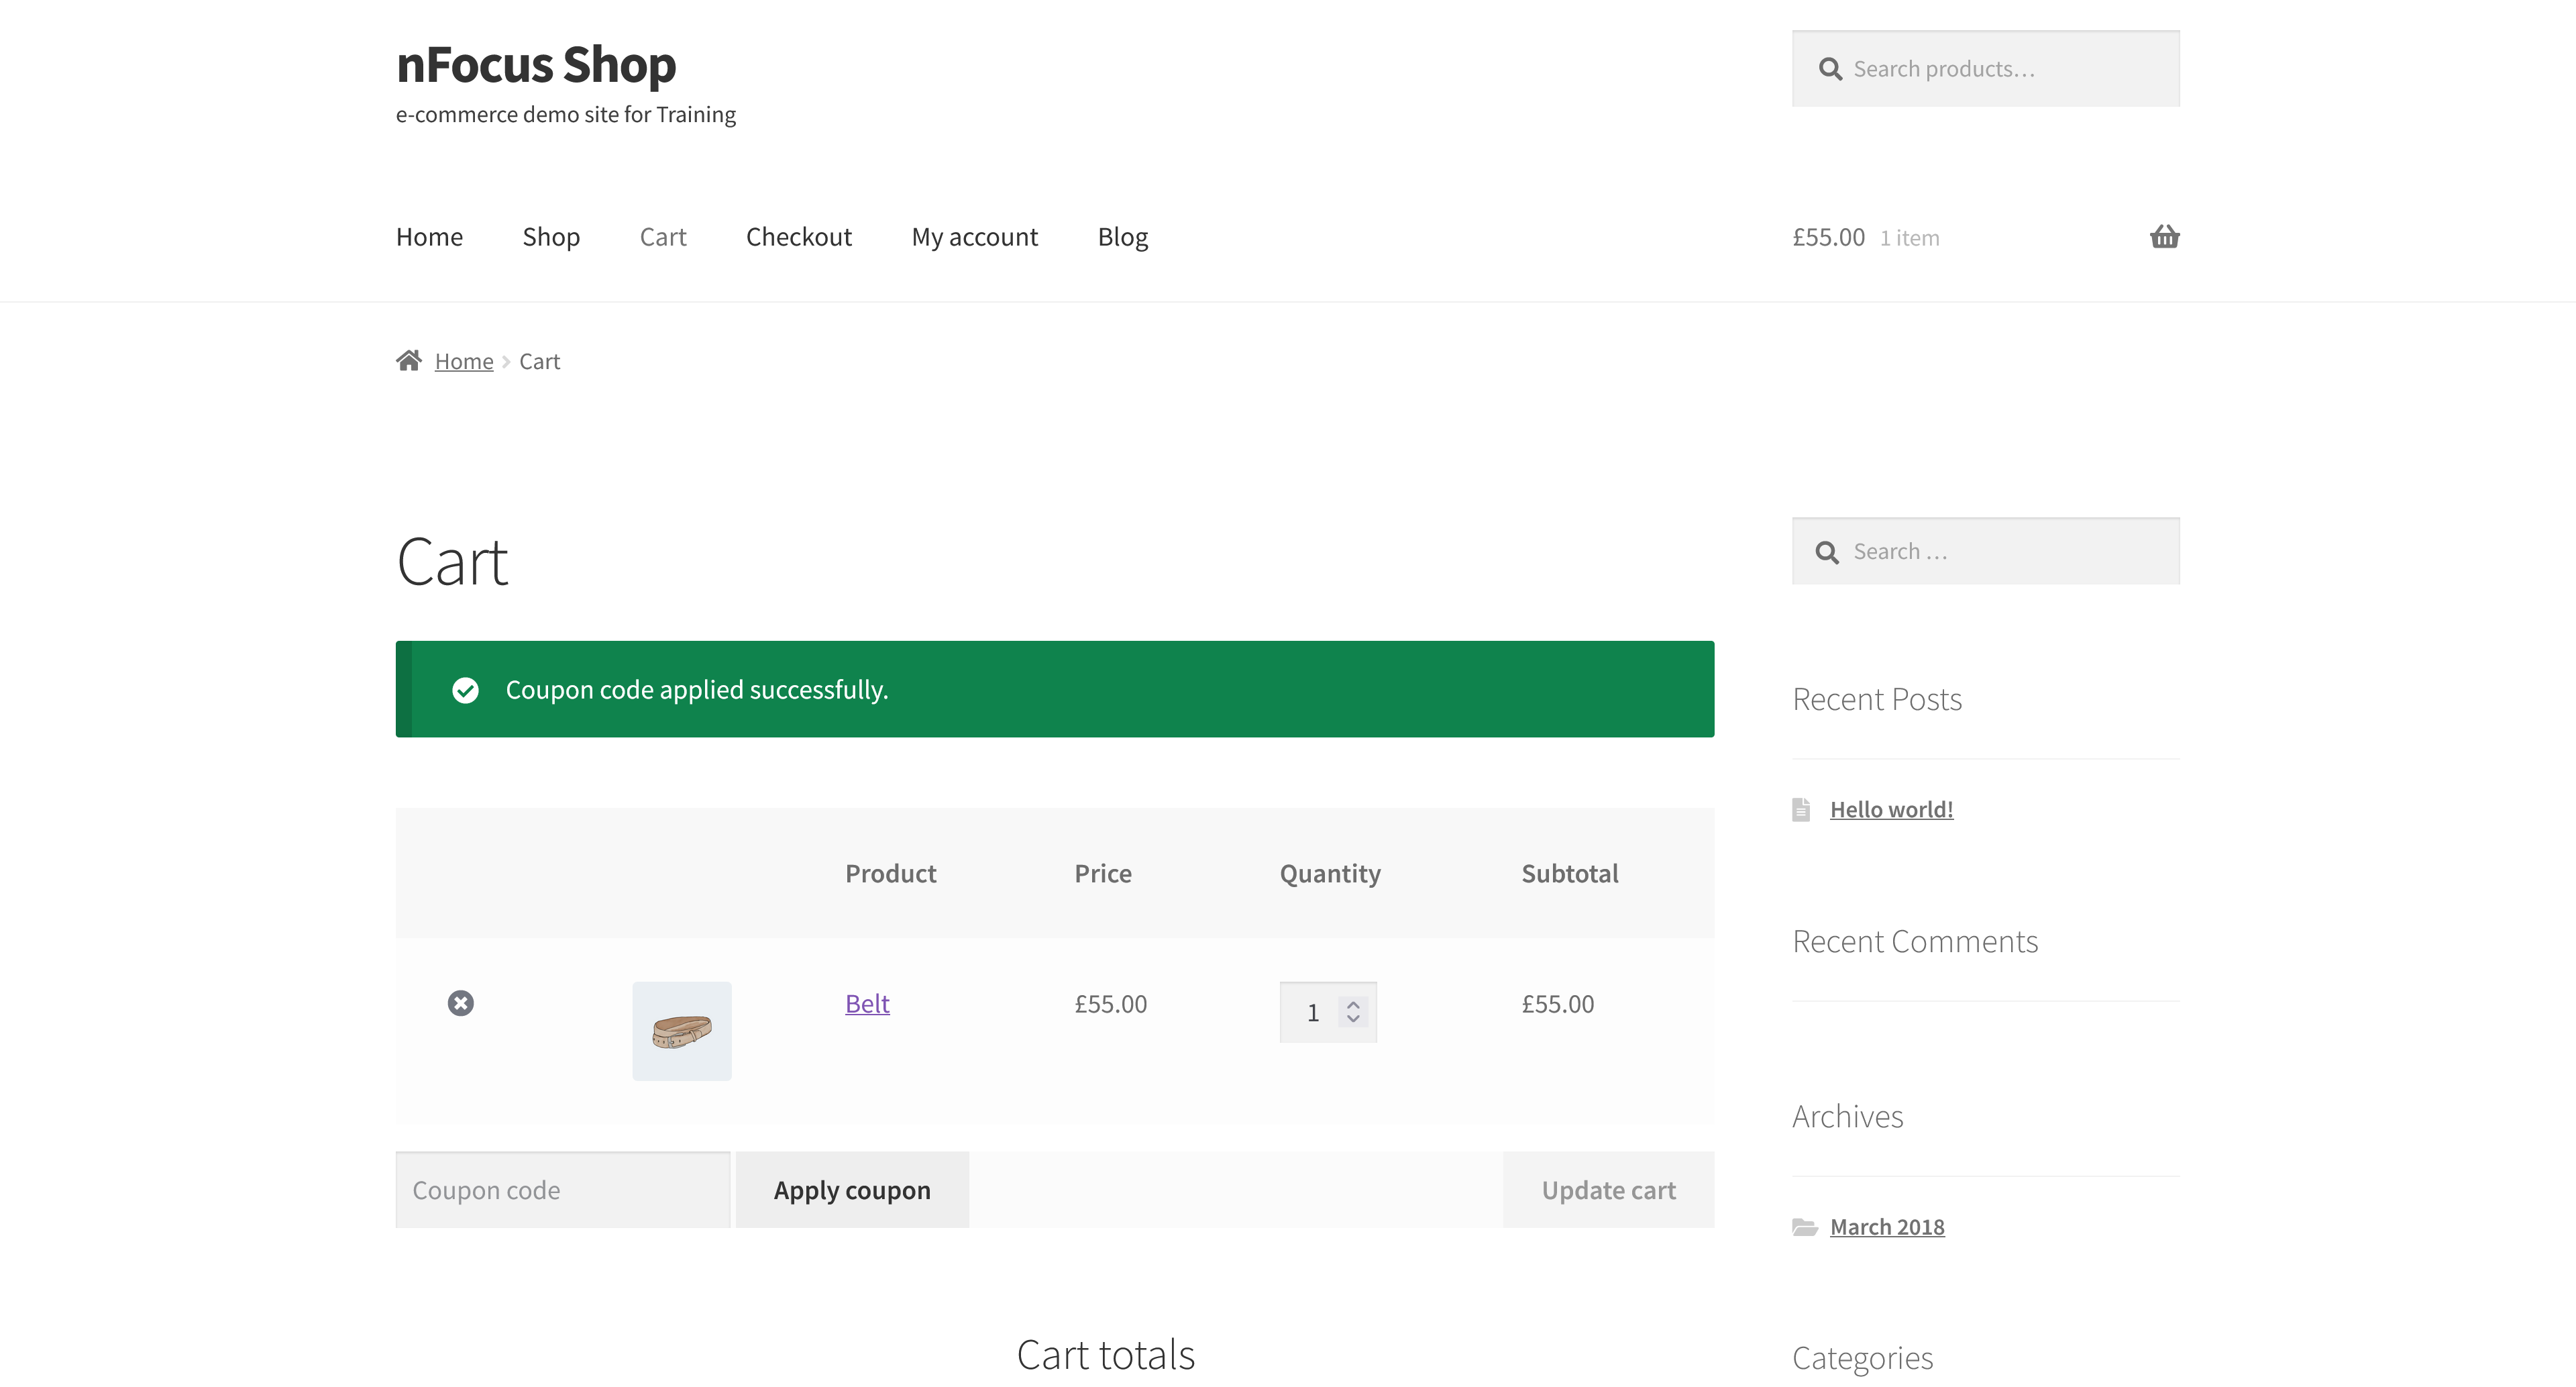 nFocus Shop
e-commerce demo site for Training
Search products…
Home Shop Cart Checkout My account Blog
£55.00 1 item
Home Cart
Cart
Coupon code applied successfully.
Product Price Quantity Subtotal
Belt £55.00 1 £55.00
Coupon code Apply coupon Update cart
Cart totals
Search …
Recent Posts
Hello world!
Recent Comments
Archives
March 2018
Categories